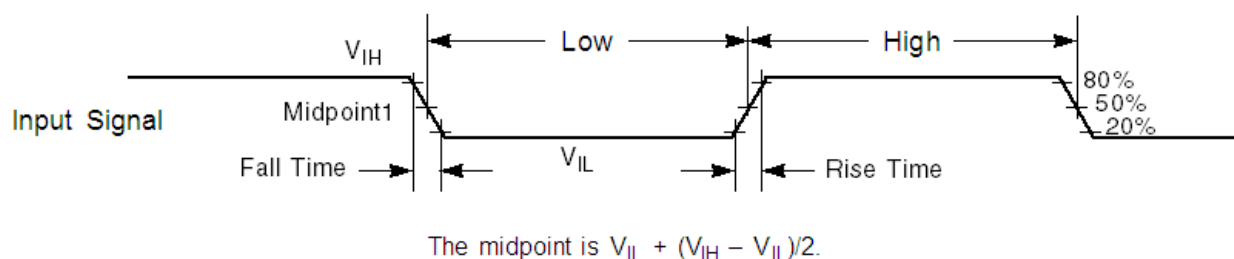 Low
High
VIH
80%
Input Signal
Midpoint1
50%
20%
Fall Time
VIL
Rise Time
The midpoint is VIL + (VIH – VIL)/2.